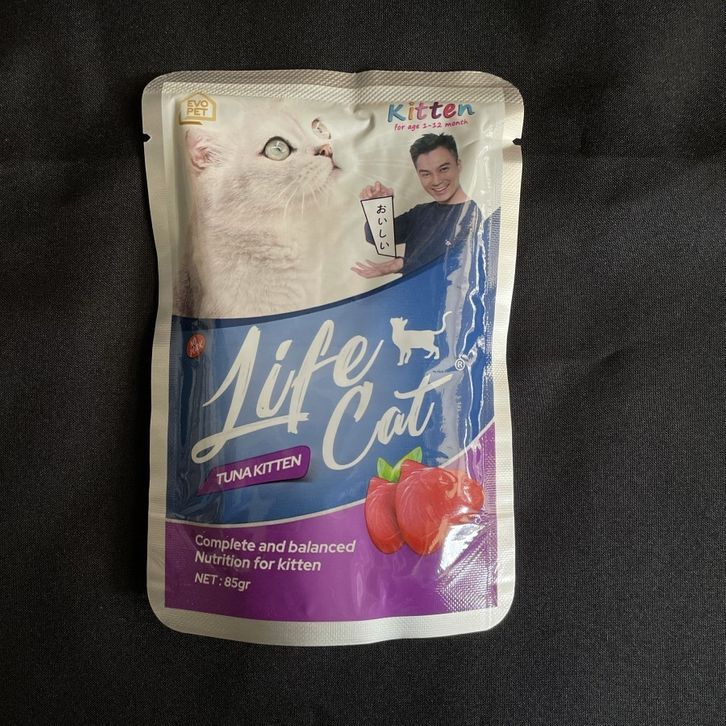 EVO
PET
Kitten
for age 1-12 month
おいしい
Life
Cat
®
TUNA KITTEN
Complete and balanced
Nutrition for kitten
NET : 85gr